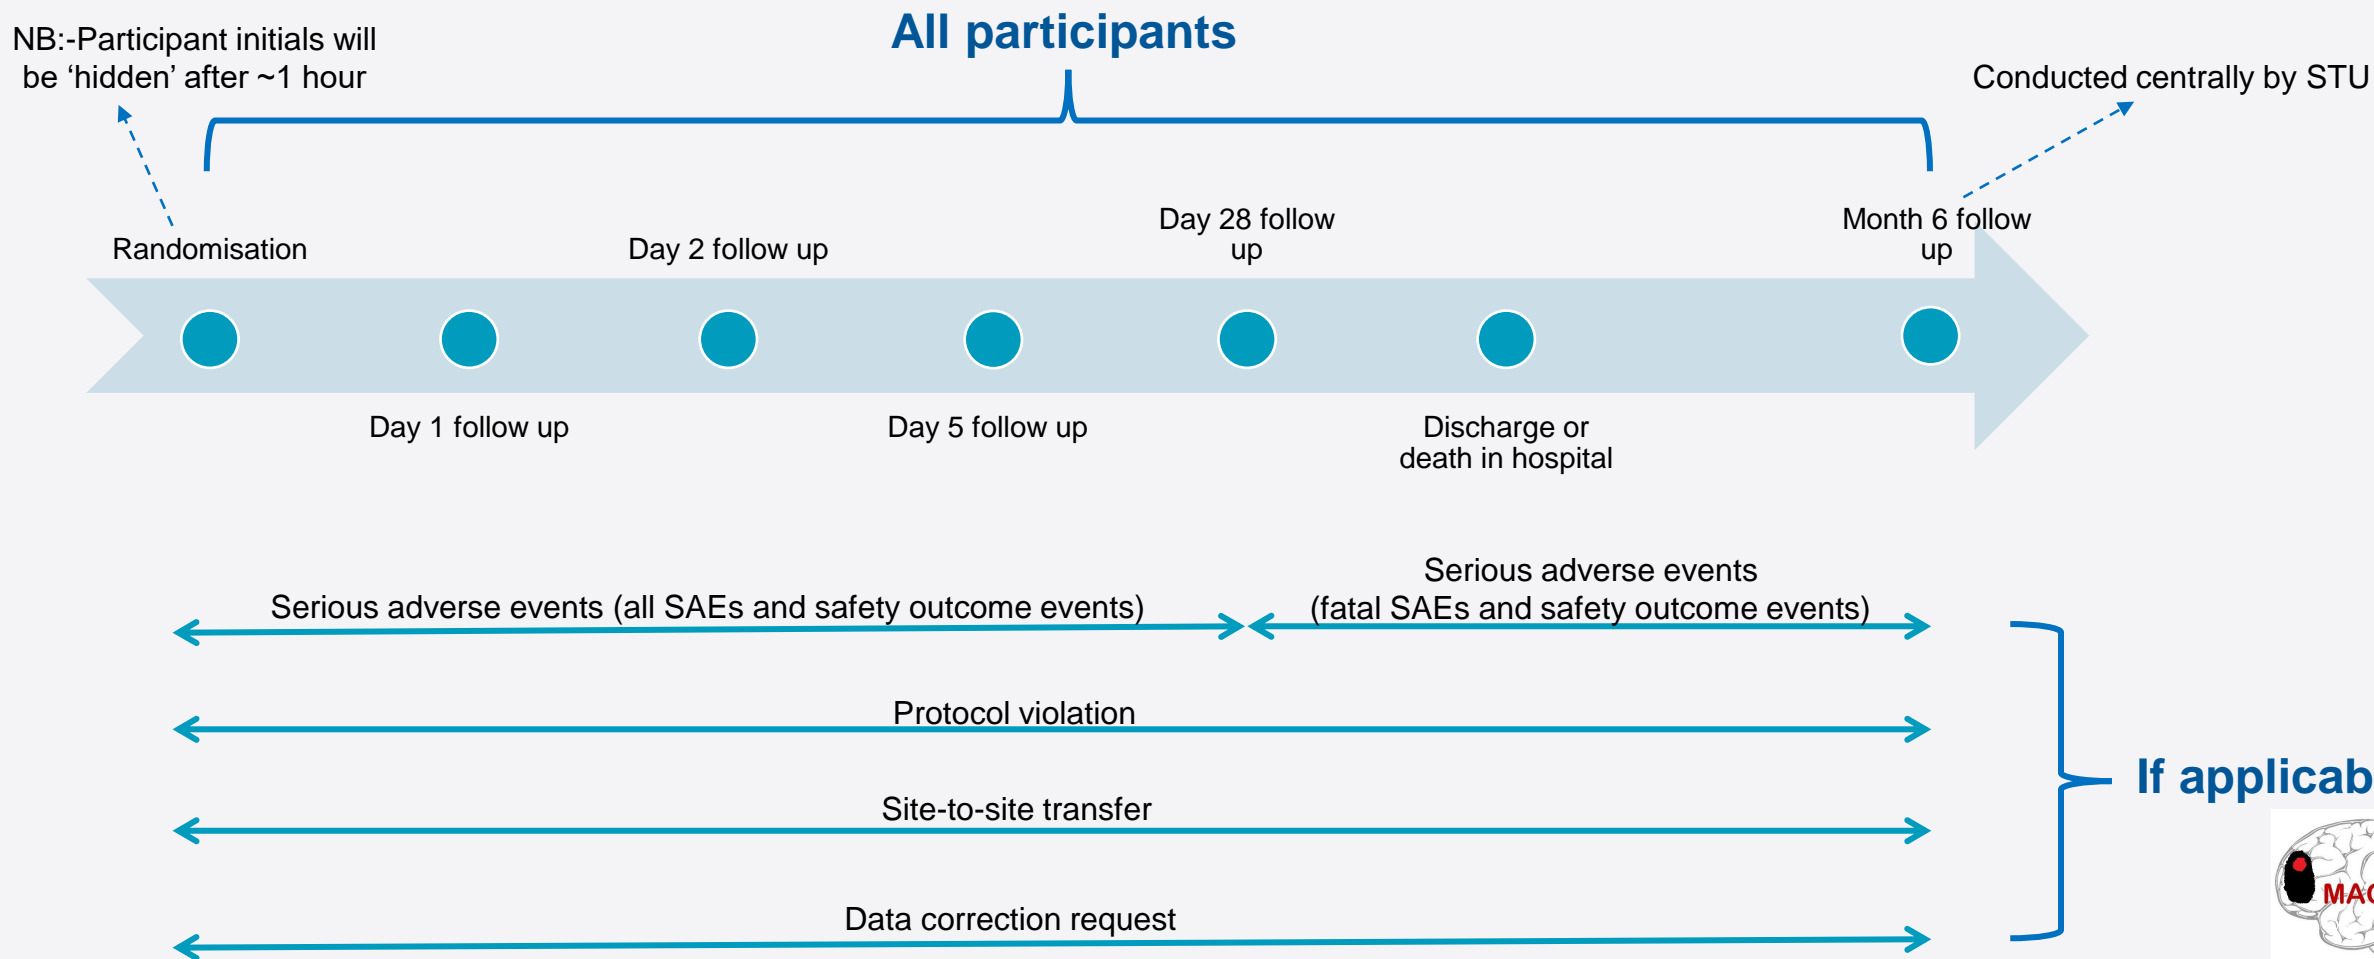 All participants
NB:-Participant initials will
be ‘hidden’ after ~1 hour
Conducted centrally by STU
Randomisation
Day 2 follow up
Day 28 follow
up
Month 6 follow
up
Day 1 follow up
Day 5 follow up
Discharge or
death in hospital
Serious adverse events (all SAEs and safety outcome events)
Serious adverse events
(fatal SAEs and safety outcome events)
Protocol violation
Site-to-site transfer
Data correction request
If applicab